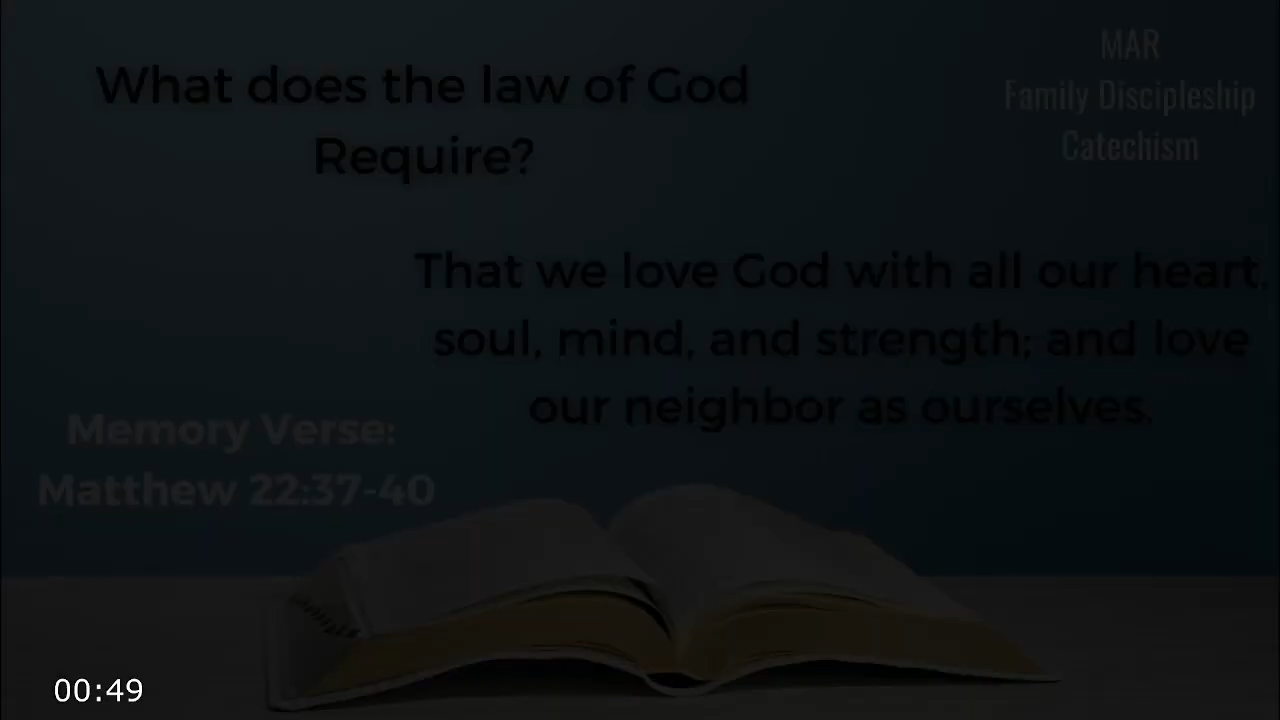 What does the law of God
Require?
MAR
Family Discipleship
Catechism
That we love God with all our heart,
soul, mind, and strength; and love
our neighbor as ourselves.
Memory Verse:
Matthew 22:37-40
00:49